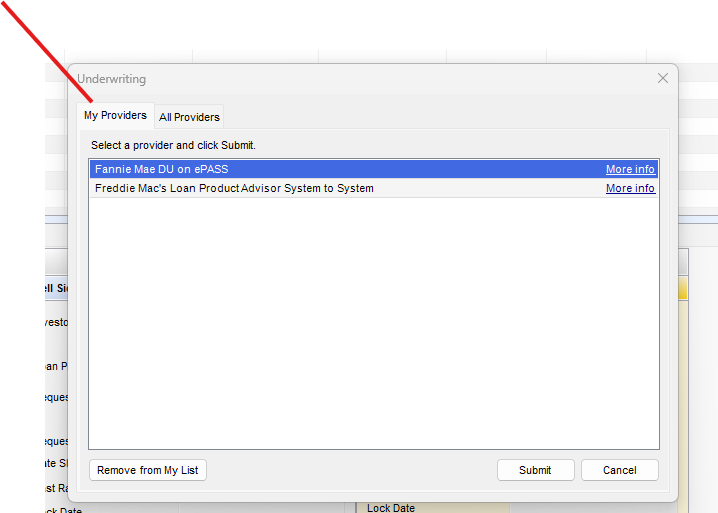 Underwriting
My Providers
All Providers
Select a provider and click Submit.
Fannie Mae DU on ePASS More info
Freddie Mac's Loan Product Advisor System to System More info
ell Si
vesto
an P
eques
eques
ate Sl
st Ra
ck Date
Remove from My List
Submit
Cancel
Lock Date